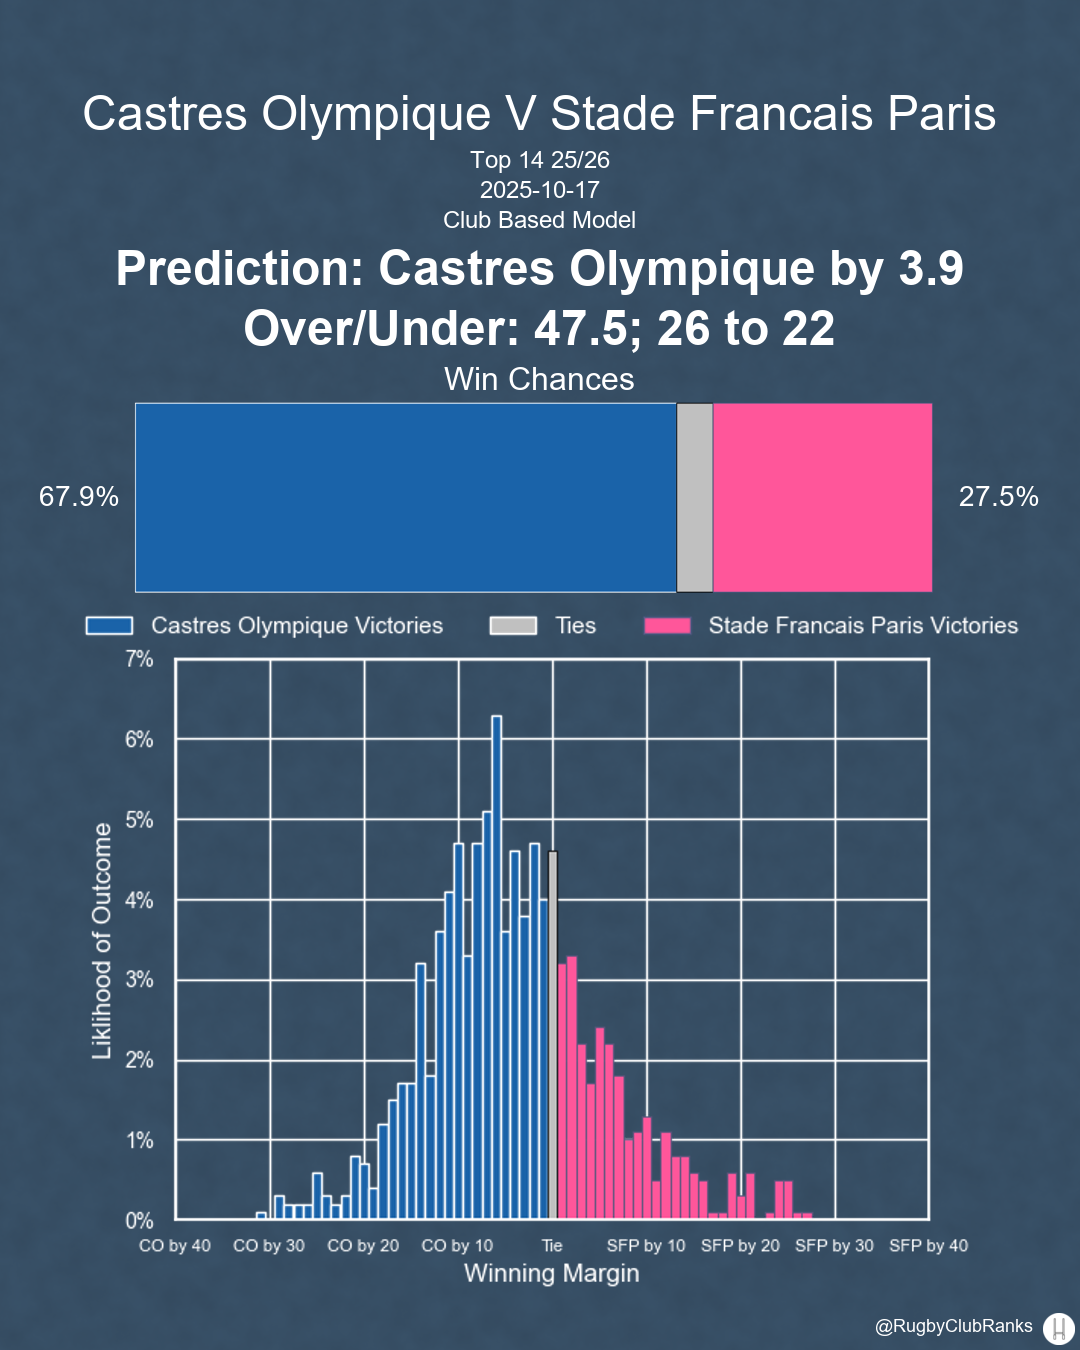 Castres Olympique V Stade Francais Paris
Top 14 25/26
2025-10-17
Club Based Model
Prediction: Castres Olympique by 3.9
Over/Under: 47.5; 26 to 22
Win Chances
67.9%
27.5%
Castres Olympique Victories
Ties
Stade Francais Paris Victories
7%
6%
5%
4%
3%
2%
1%
0%
Liklihood of Outcome
CO by 40
CO by 30
CO by 20
CO by 10
Tie
SFP by 10
SFP by 20
SFP by 30
SFP by 40
Winning Margin
@RugbyClubRanks